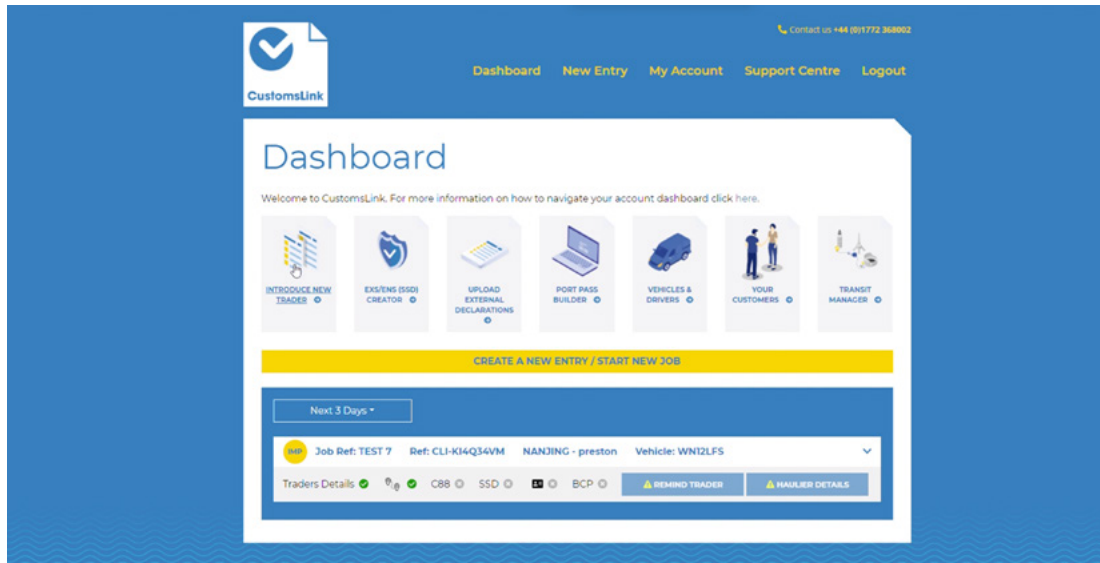 Contact us +44 (0)1772 368002
CustomsLink
Dashboard New Entry My Account Support Centre Logout
Dashboard
Welcome to CustomsLink. For more information on how to navigate your account dashboard click here.
INTRODUCE NEW
TRADER
EXS/ENS (SSD)
CREATOR
UPLOAD
EXTERNAL
DECLARATIONS
PORT PASS
BUILDER
VEHICLES &
DRIVERS
YOUR
CUSTOMERS
TRANSIT
MANAGER
CREATE A NEW ENTRY / START NEW JOB
Next 3 Days
IMP Job Ref: TEST 7 Ref: CLI-KI4Q34VM NANJING - preston Vehicle: WN12LFS
Traders Details C88 SSD BCP REMIND TRADER HAULIER DETAILS